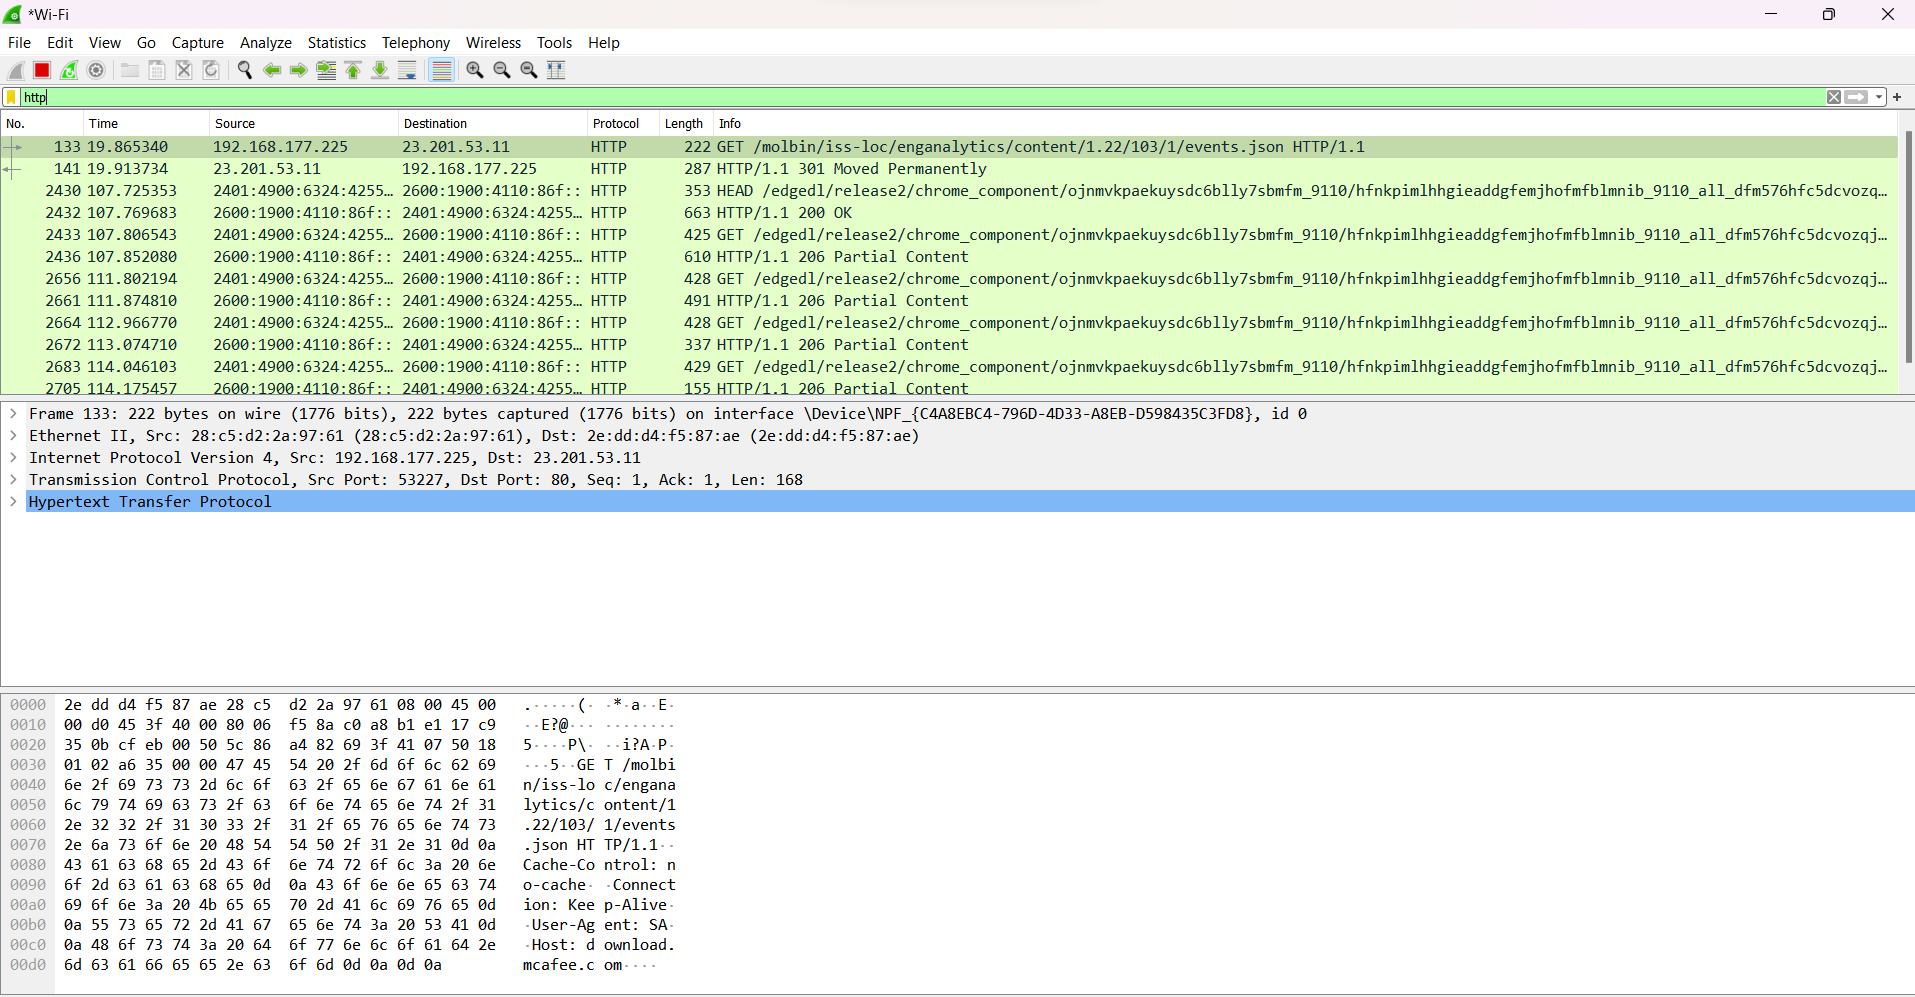 *Wi-Fi
File Edit View Go Capture Analyze Statistics Telephony Wireless Tools Help
http
No. Time Source Destination Protocol Length Info
133 19.865340 192.168.177.225 23.201.53.11 HTTP 222 GET /molbin/iss-loc/enganalytics/content/1.22/103/1/events.json HTTP/1.1
141 19.913734 23.201.53.11 192.168.177.225 HTTP 287 HTTP/1.1 301 Moved Permanently
2430 107.725353 2401:4900:6324:4255… 2600:1900:4110:86f:: HTTP 353 HEAD /edgedl/release2/chrome_component/ojnmvkpaekuysdc6blly7sbmfm_9110/hfnkpimlhhgieaddgfemjhofmfblmnib_9110_all_dfm576hfc5dcvozq…
2432 107.769683 2600:1900:4110:86f:: 2401:4900:6324:4255… HTTP 663 HTTP/1.1 200 OK
2433 107.806543 2401:4900:6324:4255… 2600:1900:4110:86f:: HTTP 425 GET /edgedl/release2/chrome_component/ojnmvkpaekuysdc6blly7sbmfm_9110/hfnkpimlhhgieaddgfemjhofmfblmnib_9110_all_dfm576hfc5dcvozqj…
2436 107.852080 2600:1900:4110:86f:: 2401:4900:6324:4255… HTTP 610 HTTP/1.1 206 Partial Content
2656 111.802194 2401:4900:6324:4255… 2600:1900:4110:86f:: HTTP 428 GET /edgedl/release2/chrome_component/ojnmvkpaekuysdc6blly7sbmfm_9110/hfnkpimlhhgieaddgfemjhofmfblmnib_9110_all_dfm576hfc5dcvozqj…
2661 111.874810 2600:1900:4110:86f:: 2401:4900:6324:4255… HTTP 491 HTTP/1.1 206 Partial Content
2664 112.966770 2401:4900:6324:4255… 2600:1900:4110:86f:: HTTP 428 GET /edgedl/release2/chrome_component/ojnmvkpaekuysdc6blly7sbmfm_9110/hfnkpimlhhgieaddgfemjhofmfblmnib_9110_all_dfm576hfc5dcvozqj…
2672 113.074710 2600:1900:4110:86f:: 2401:4900:6324:4255… HTTP 337 HTTP/1.1 206 Partial Content
2683 114.046103 2401:4900:6324:4255… 2600:1900:4110:86f:: HTTP 429 GET /edgedl/release2/chrome_component/ojnmvkpaekuysdc6blly7sbmfm_9110/hfnkpimlhhgieaddgfemjhofmfblmnib_9110_all_dfm576hfc5dcvozqj…
2705 114.175457 2600:1900:4110:86f:: 2401:4900:6324:4255… HTTP 155 HTTP/1.1 206 Partial Content
Frame 133: 222 bytes on wire (1776 bits), 222 bytes captured (1776 bits) on interface \Device\NPF_{C4A8EBC4-796D-4D33-A8EB-D598435C3FD8}, id 0
Ethernet II, Src: 28:c5:d2:2a:97:61 (28:c5:d2:2a:97:61), Dst: 2e:dd:d4:f5:87:ae (2e:dd:d4:f5:87:ae)
Internet Protocol Version 4, Src: 192.168.177.225, Dst: 23.201.53.11
Transmission Control Protocol, Src Port: 53227, Dst Port: 80, Seq: 1, Ack: 1, Len: 168
Hypertext Transfer Protocol
0000 2e dd d4 f5 87 ae 28 c5 d2 2a 97 61 08 00 45 00 .·····(· ·*·a··E·
0010 00 d0 45 3f 40 00 80 06 f5 8a c0 a8 b1 e1 17 c9 ··E?@··· ········
0020 35 0b cf eb 00 50 5c 86 a4 82 69 3f 41 07 50 18 5····P\· ··i?A·P·
0030 01 02 a6 35 00 00 47 45 54 20 2f 6d 6f 6c 62 69 ···5··GE T /molbi
0040 6e 2f 69 73 73 2d 6c 6f 63 2f 65 6e 67 61 6e 61 n/iss-lo c/engana
0050 6c 79 74 69 63 73 2f 63 6f 6e 74 65 6e 74 2f 31 lytics/c ontent/1
0060 2e 32 32 2f 31 30 33 2f 31 2f 65 76 65 6e 74 73 .22/103/ 1/events
0070 2e 6a 73 6f 6e 20 48 54 54 50 2f 31 2e 31 0d 0a .json HT TP/1.1··
0080 43 61 63 68 65 2d 43 6f 6e 74 72 6f 6c 3a 20 6e Cache-Co ntrol: n
0090 6f 2d 63 61 63 68 65 0d 0a 43 6f 6e 6e 65 63 74 o-cache· ·Connect
00a0 69 6f 6e 3a 20 4b 65 65 70 2d 41 6c 69 76 65 0d ion: Kee p-Alive·
00b0 0a 55 73 65 72 2d 41 67 65 6e 74 3a 20 53 41 0d ·User-Ag ent: SA·
00c0 0a 48 6f 73 74 3a 20 64 6f 77 6e 6c 6f 61 64 2e ·Host: d ownload.
00d0 6d 63 61 66 65 65 2e 63 6f 6d 0d 0a 0d 0a mcafee.c om····